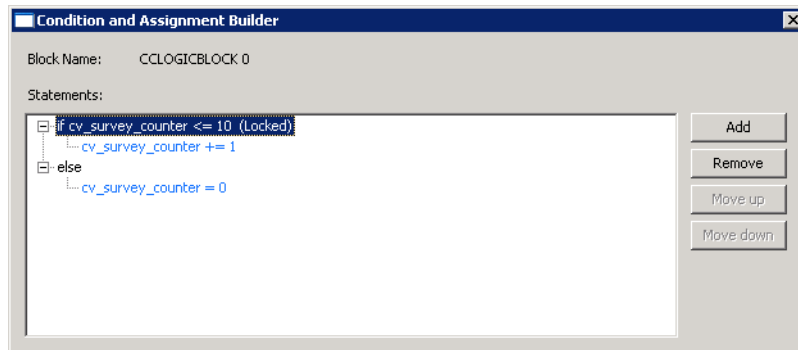 Condition and Assignment Builder
Block Name: CCLOGICBLOCK 0
Statements:
if cv_survey_counter <= 10 (Locked)
cv_survey_counter += 1
else
cv_survey_counter = 0
Add
Remove
Move up
Move down